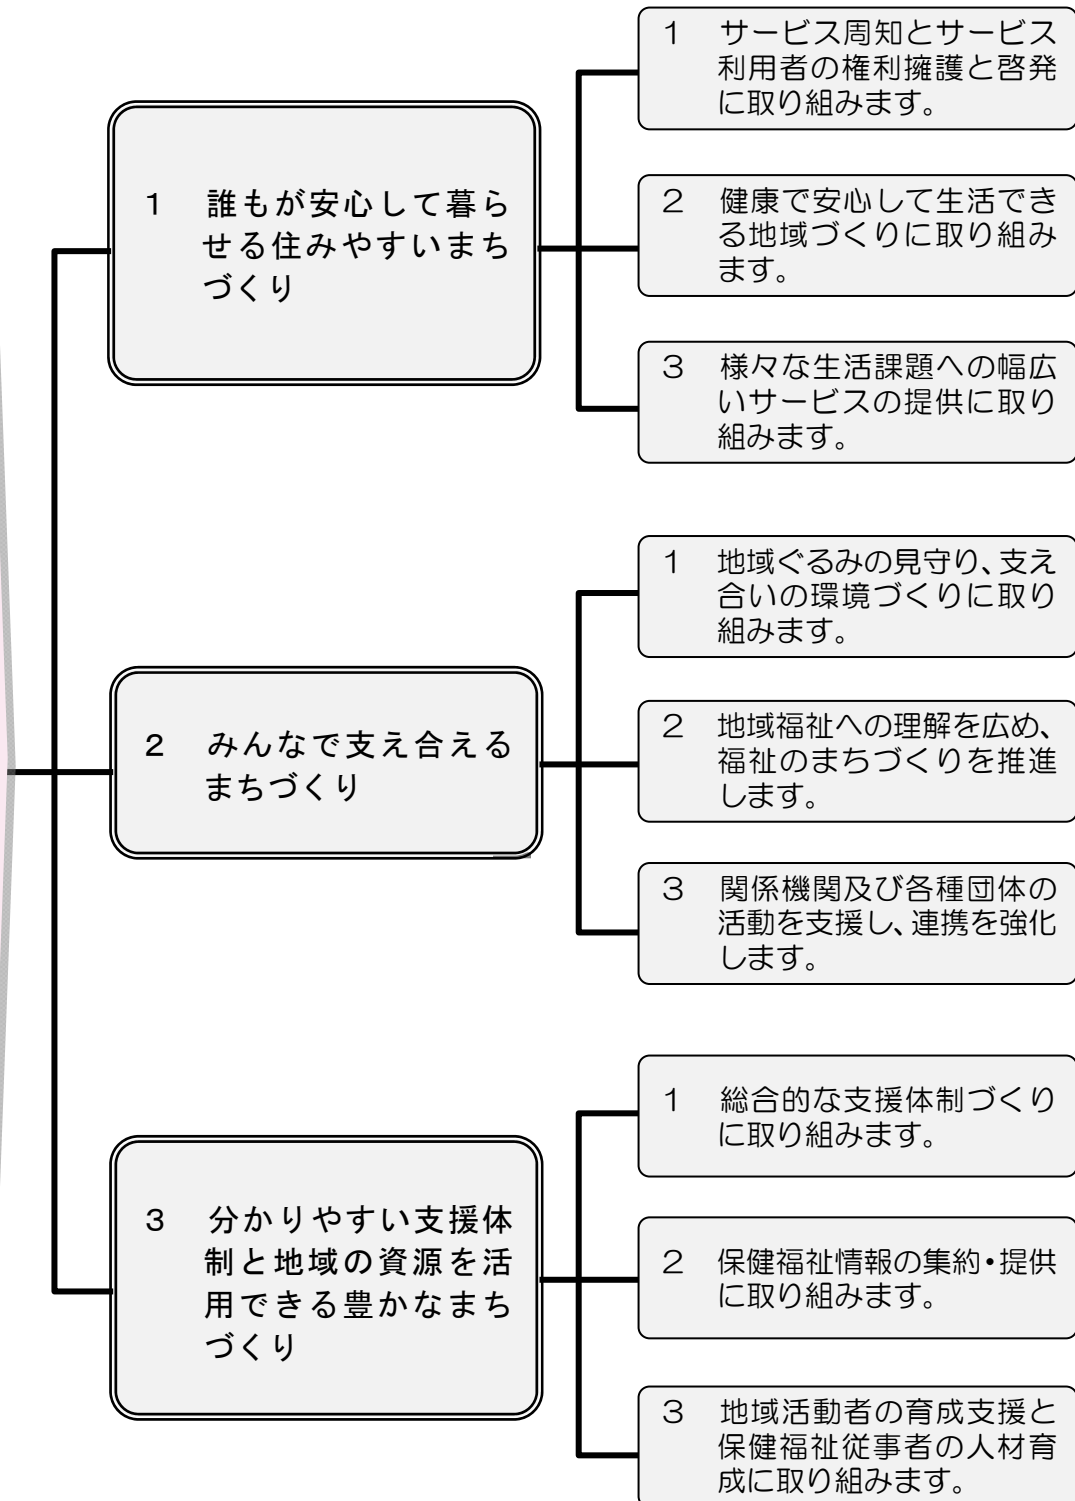 1 誰もが安心して暮ら
せる住みやすいまち
づくり
1 サービス周知とサービス
利用者の権利擁護と啓発
に取り組みます。
2 健康で安心して生活でき
る地域づくりに取り組み
ます。
3 様々な生活課題への幅広
いサービスの提供に取り
組みます。
2 みんなで支え合える
まちづくり
1 地域ぐるみの見守り、支え
合いの環境づくりに取り
組みます。
2 地域福祉への理解を広め、
福祉のまちづくりを推進
します。
3 関係機関及び各種団体の
活動を支援し、連携を強化
します。
3 分かりやすい支援体
制と地域の資源を活
用できる豊かなまち
づくり
1 総合的な支援体制づくり
に取り組みます。
2 保健福祉情報の集約・提供
に取り組みます。
3 地域活動者の育成支援と
保健福祉従事者の人材育
成に取り組みます。